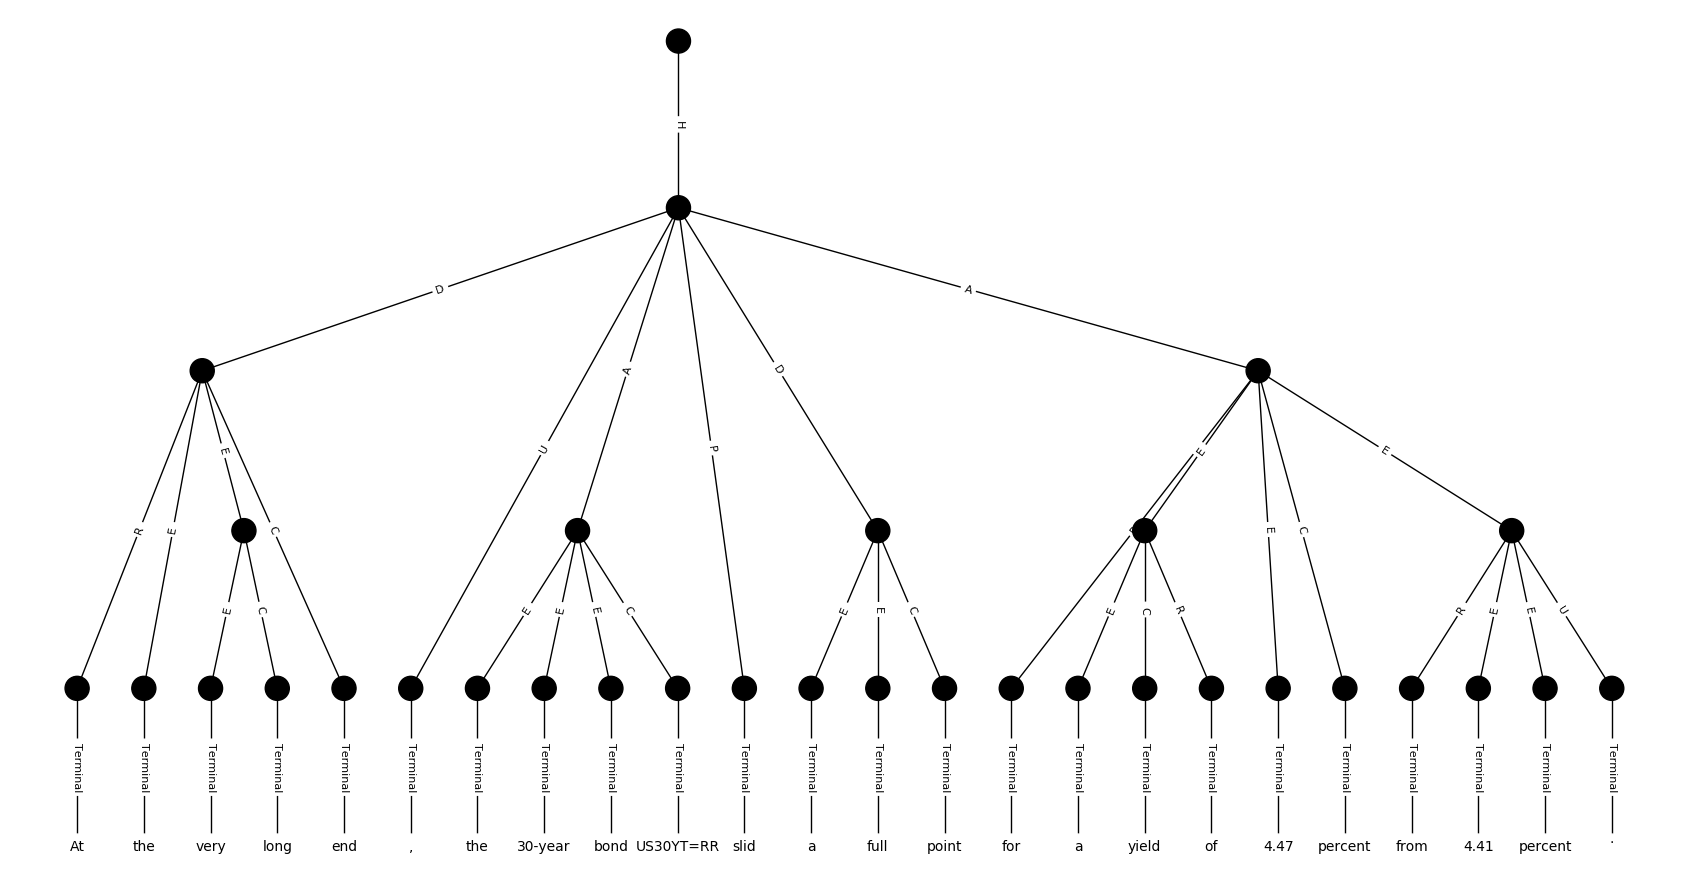 H
D
A
U
A
P
D
E
E
E
R
E
C
E
C
E
C
E
E
E
C
E
E
C
E
C
R
R
E
E
U
Terminal Terminal Terminal Terminal Terminal Terminal Terminal Terminal Terminal Terminal Terminal Terminal Terminal Terminal Terminal Terminal Terminal Terminal Terminal Terminal Terminal Terminal Terminal Terminal
At the very long end , the 30-year bond US30YT=RR slid a full point for a yield of 4.47 percent from 4.41 percent .